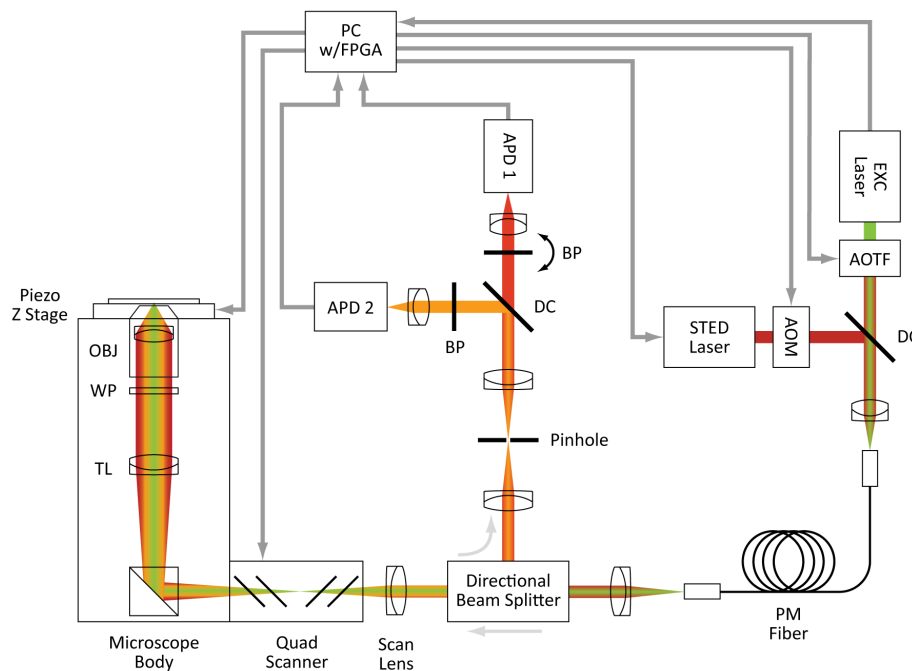 PC
w/FPGA
APD 1
EXC
Laser
BP
AOTF
Piezo
Z Stage
APD 2
DC
STED
Laser
AOM
DC
OBJ
BP
WP
Pinhole
TL
Directional
Beam Splitter
Microscope
Body
Quad
Scanner
Scan
Lens
PM
Fiber